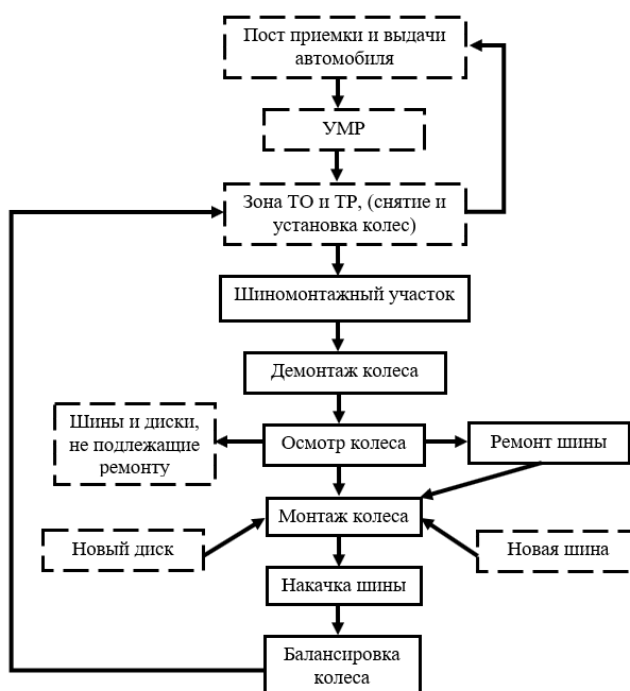 Пост приемки и выдачи
автомобиля
УМР
Зона ТО и ТР, (снятие и
установка колес)
Шиномонтажный участок
Демонтаж колеса
Шины и диски,
не подлежащие
ремонту
Осмотр колеса
Ремонт шины
Монтаж колеса
Новый диск
Новая шина
Накачка шины
Балансировка
колеса